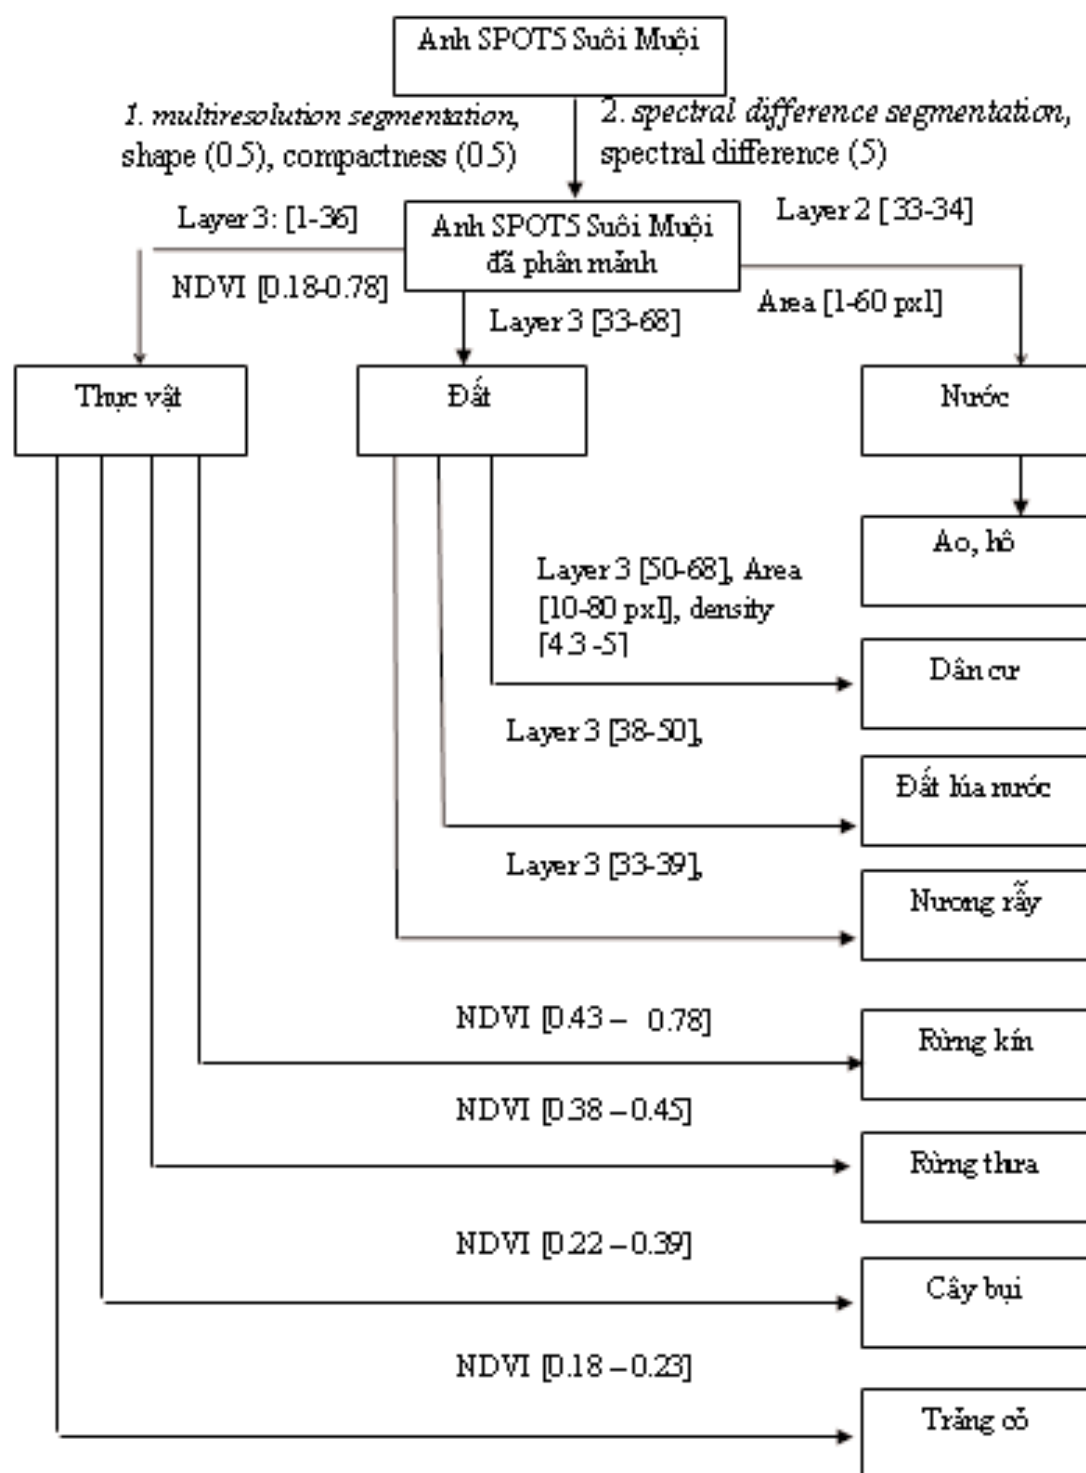 Anh SPOT5 Suôi Muội
1. multiresolution segmentation,
shape (0.5), compactness (0.5)
2. spectral difference segmentation,
spectral difference (5)
Layer 3: [1-36]
NDVI [0.18-0.78]
Anh SPOT5 Suôi Muội
đã phân mảnh
Layer 2 [33-34]
Area [1-60 pxl]
Layer 3 [33-68]
Thực vật
Đất
Nước
Ao, hồ
Layer 3 [50-68], Area
[10-80 pxl], density
[4.3 -5]
Dân cư
Layer 3 [38-50],
Đất lúa nước
Layer 3 [33-39],
Nương rẫy
NDVI [0.43 – 0.78]
Rừng kín
NDVI [0.38 – 0.45]
Rừng thưa
NDVI [0.22 – 0.39]
Cây bụi
NDVI [0.18 – 0.23]
Trảng cỏ